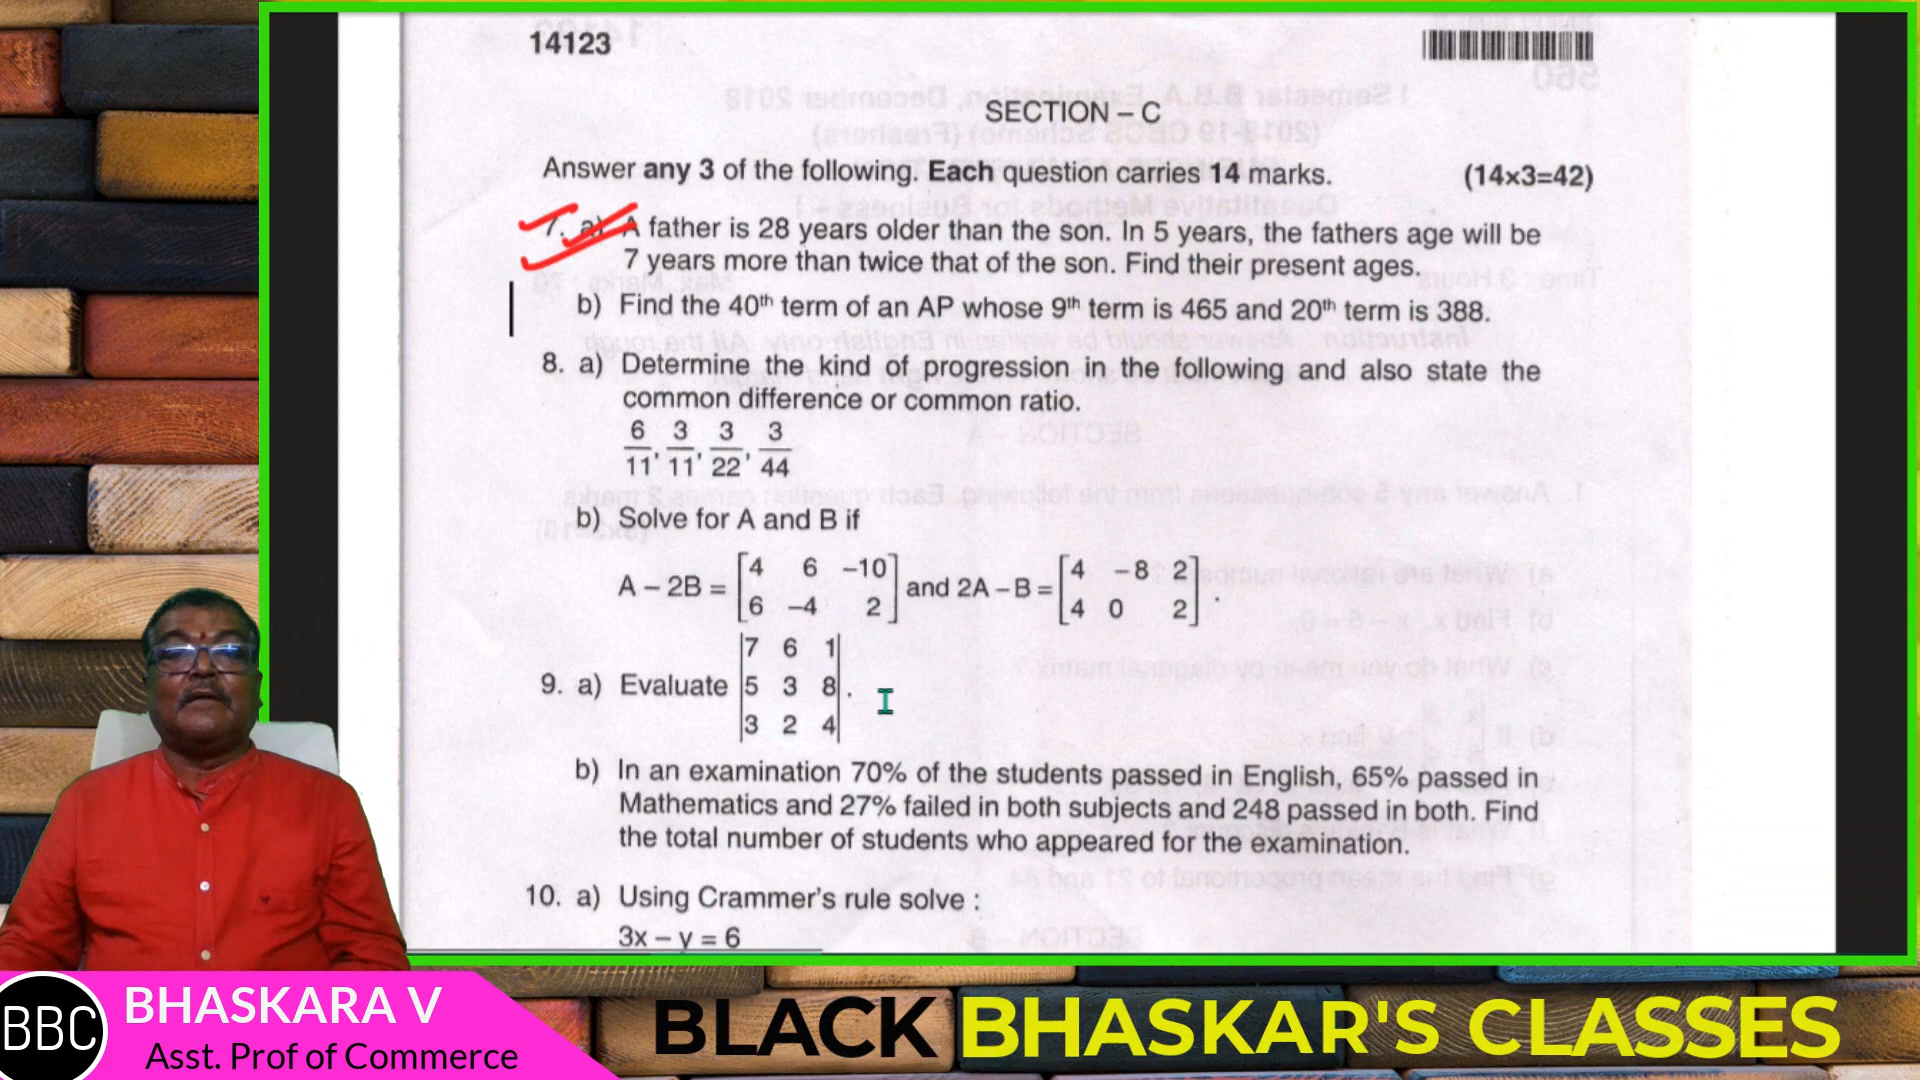 14123
SECTION – C
Answer any 3 of the following. Each question carries 14 marks. (14×3=42)
7. a) A father is 28 years older than the son. In 5 years, the fathers age will be
7 years more than twice that of the son. Find their present ages.
b) Find the 40th term of an AP whose 9th term is 465 and 20th term is 388.
8. a) Determine the kind of progression in the following and also state the
common difference or common ratio.
6/11, 3/11, 3/22, 3/44
b) Solve for A and B if
A – 2B = [4 6 –10; 6 –4 2] and 2A – B = [4 –8 2; 4 0 2].
9. a) Evaluate |7 6 1; 5 3 8; 3 2 4|.
b) In an examination 70% of the students passed in English, 65% passed in
Mathematics and 27% failed in both subjects and 248 passed in both. Find
the total number of students who appeared for the examination.
10. a) Using Crammer's rule solve :
3x – y = 6
BBC
BHASKARA V
Asst. Prof of Commerce
BLACK BHASKAR'S CLASSES